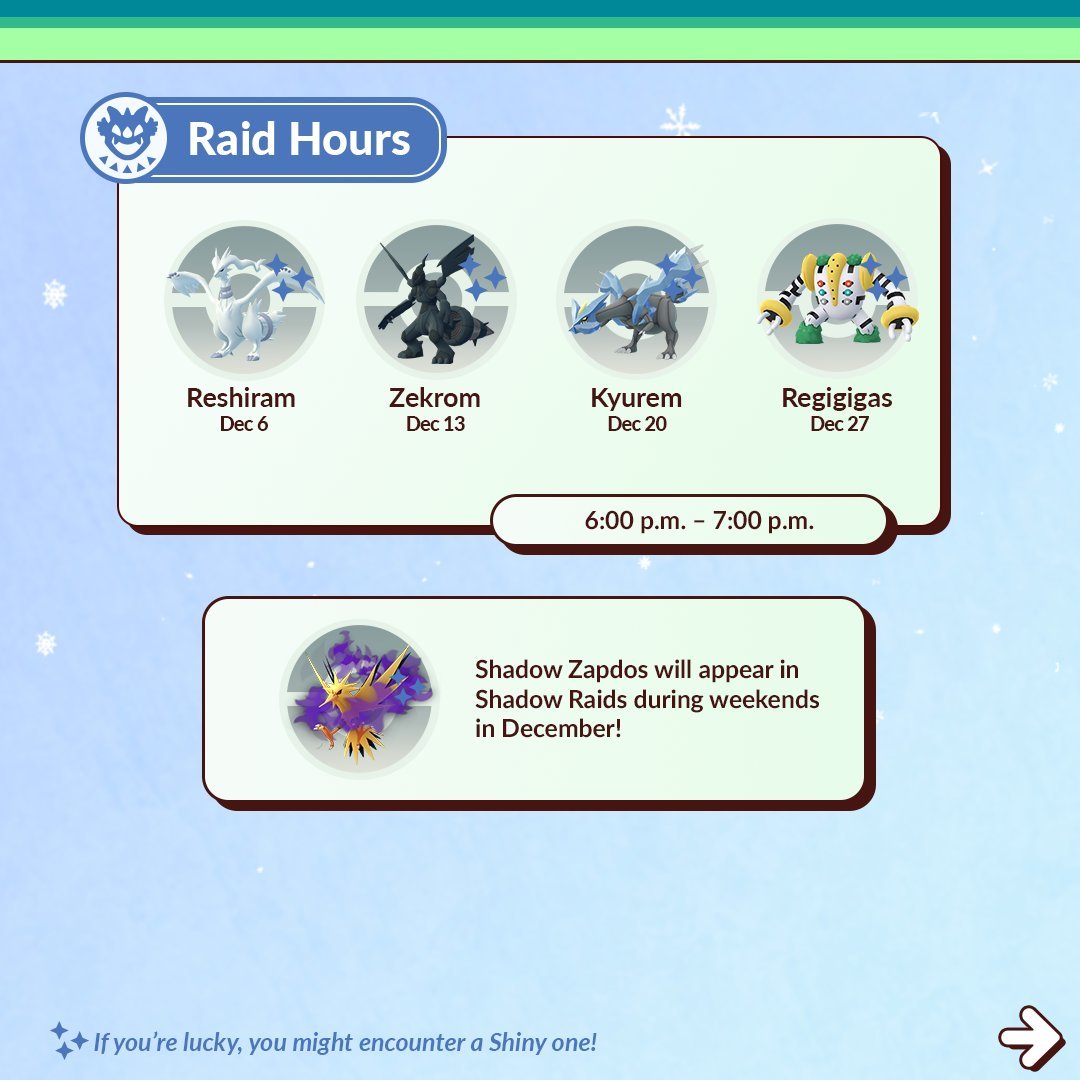 Raid Hours
Reshiram
Dec 6
Zekrom
Dec 13
Kyurem
Dec 20
Regigigas
Dec 27
6:00 p.m. – 7:00 p.m.
Shadow Zapdos will appear in
Shadow Raids during weekends
in December!
If you’re lucky, you might encounter a Shiny one!